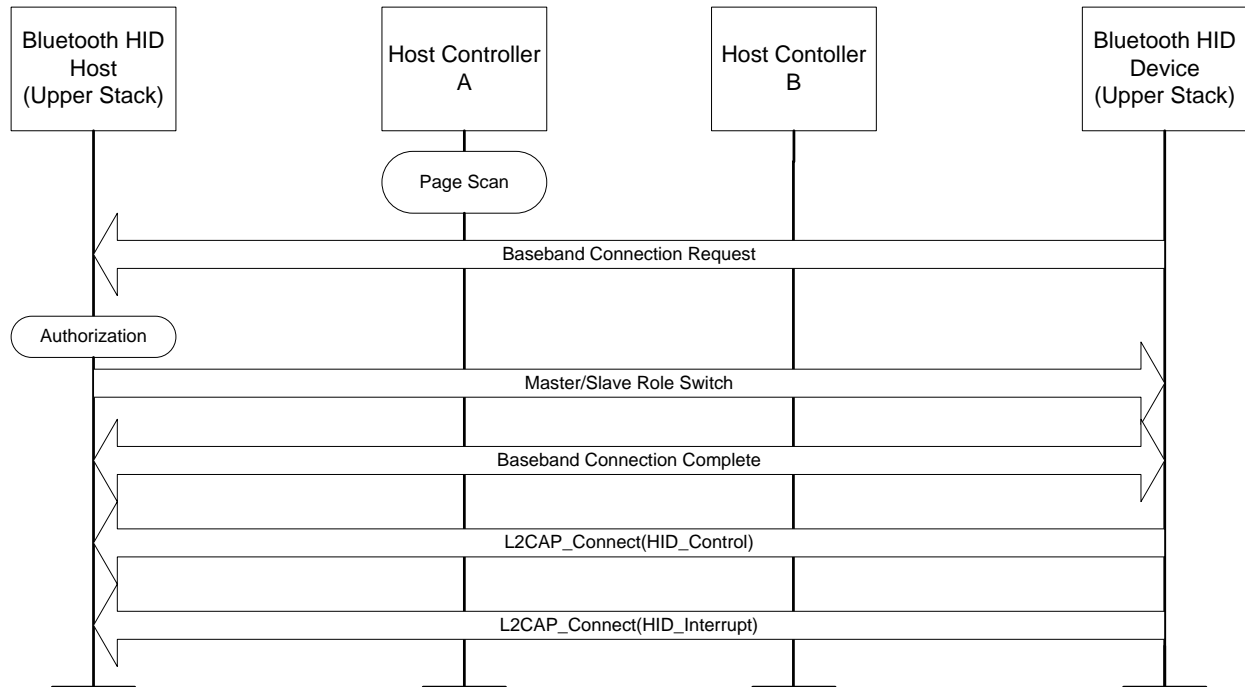 Bluetooth HID
Host
(Upper Stack)
Host Controller
A
Host Contoller
B
Bluetooth HID
Device
(Upper Stack)
Page Scan
Baseband Connection Request
Authorization
Master/Slave Role Switch
Baseband Connection Complete
L2CAP_Connect(HID_Control)
L2CAP_Connect(HID_Interrupt)